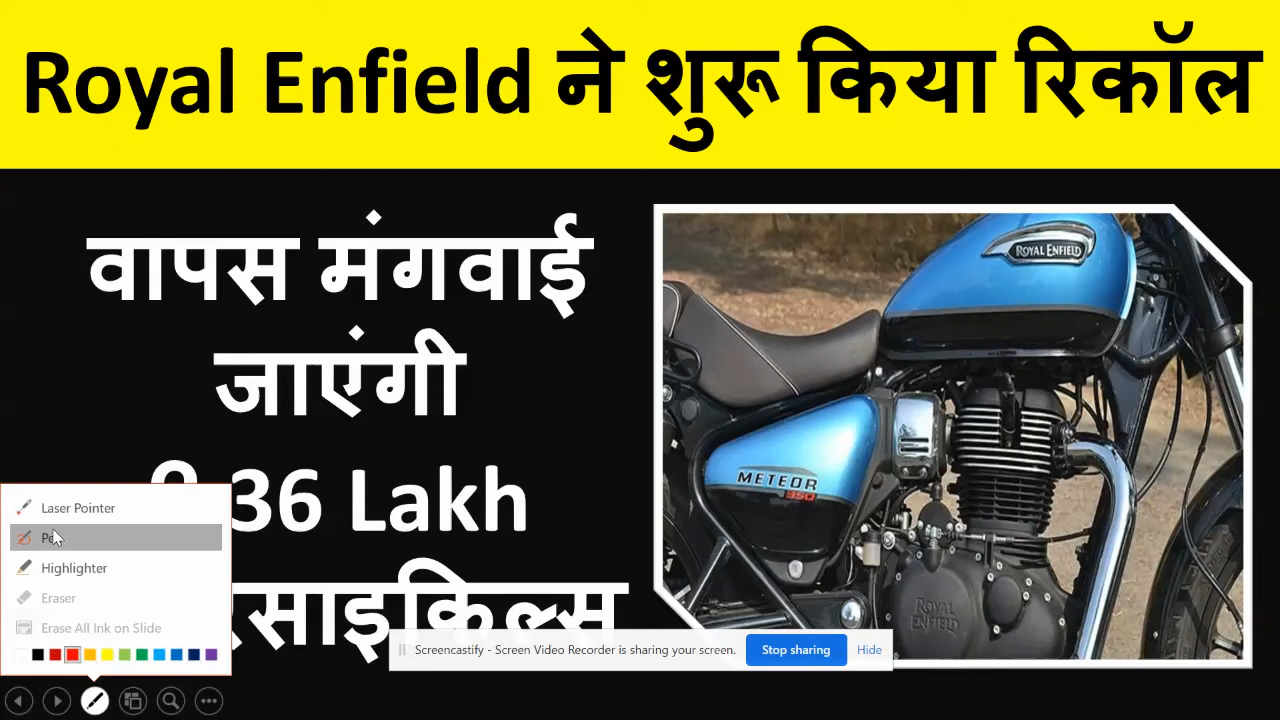 Royal Enfield ने शुरू किया रिकॉल
वापस मंगवाई
जाएंगी
36 Lakh
ROYAL ENFIELD
METEOR
350
ROYAL
ENFIELD
Laser Pointer
Highlighter
Eraser
Erase All Ink on Slide
Screencastify - Screen Video Recorder is sharing your screen.
Stop sharing
Hide